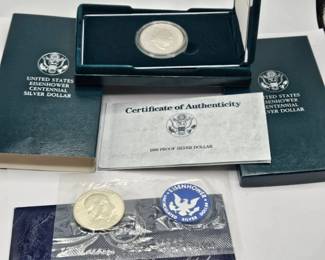 UNITED STATES
EISENHOWER
CENTENNIAL
SILVER DOLLAR
Certificate of Authenticity
1990 PROOF SILVER DOLLAR
UNITED STATES
EISENHOWER
CENTENNIAL
SILVER DOLLAR
EISENHOWER